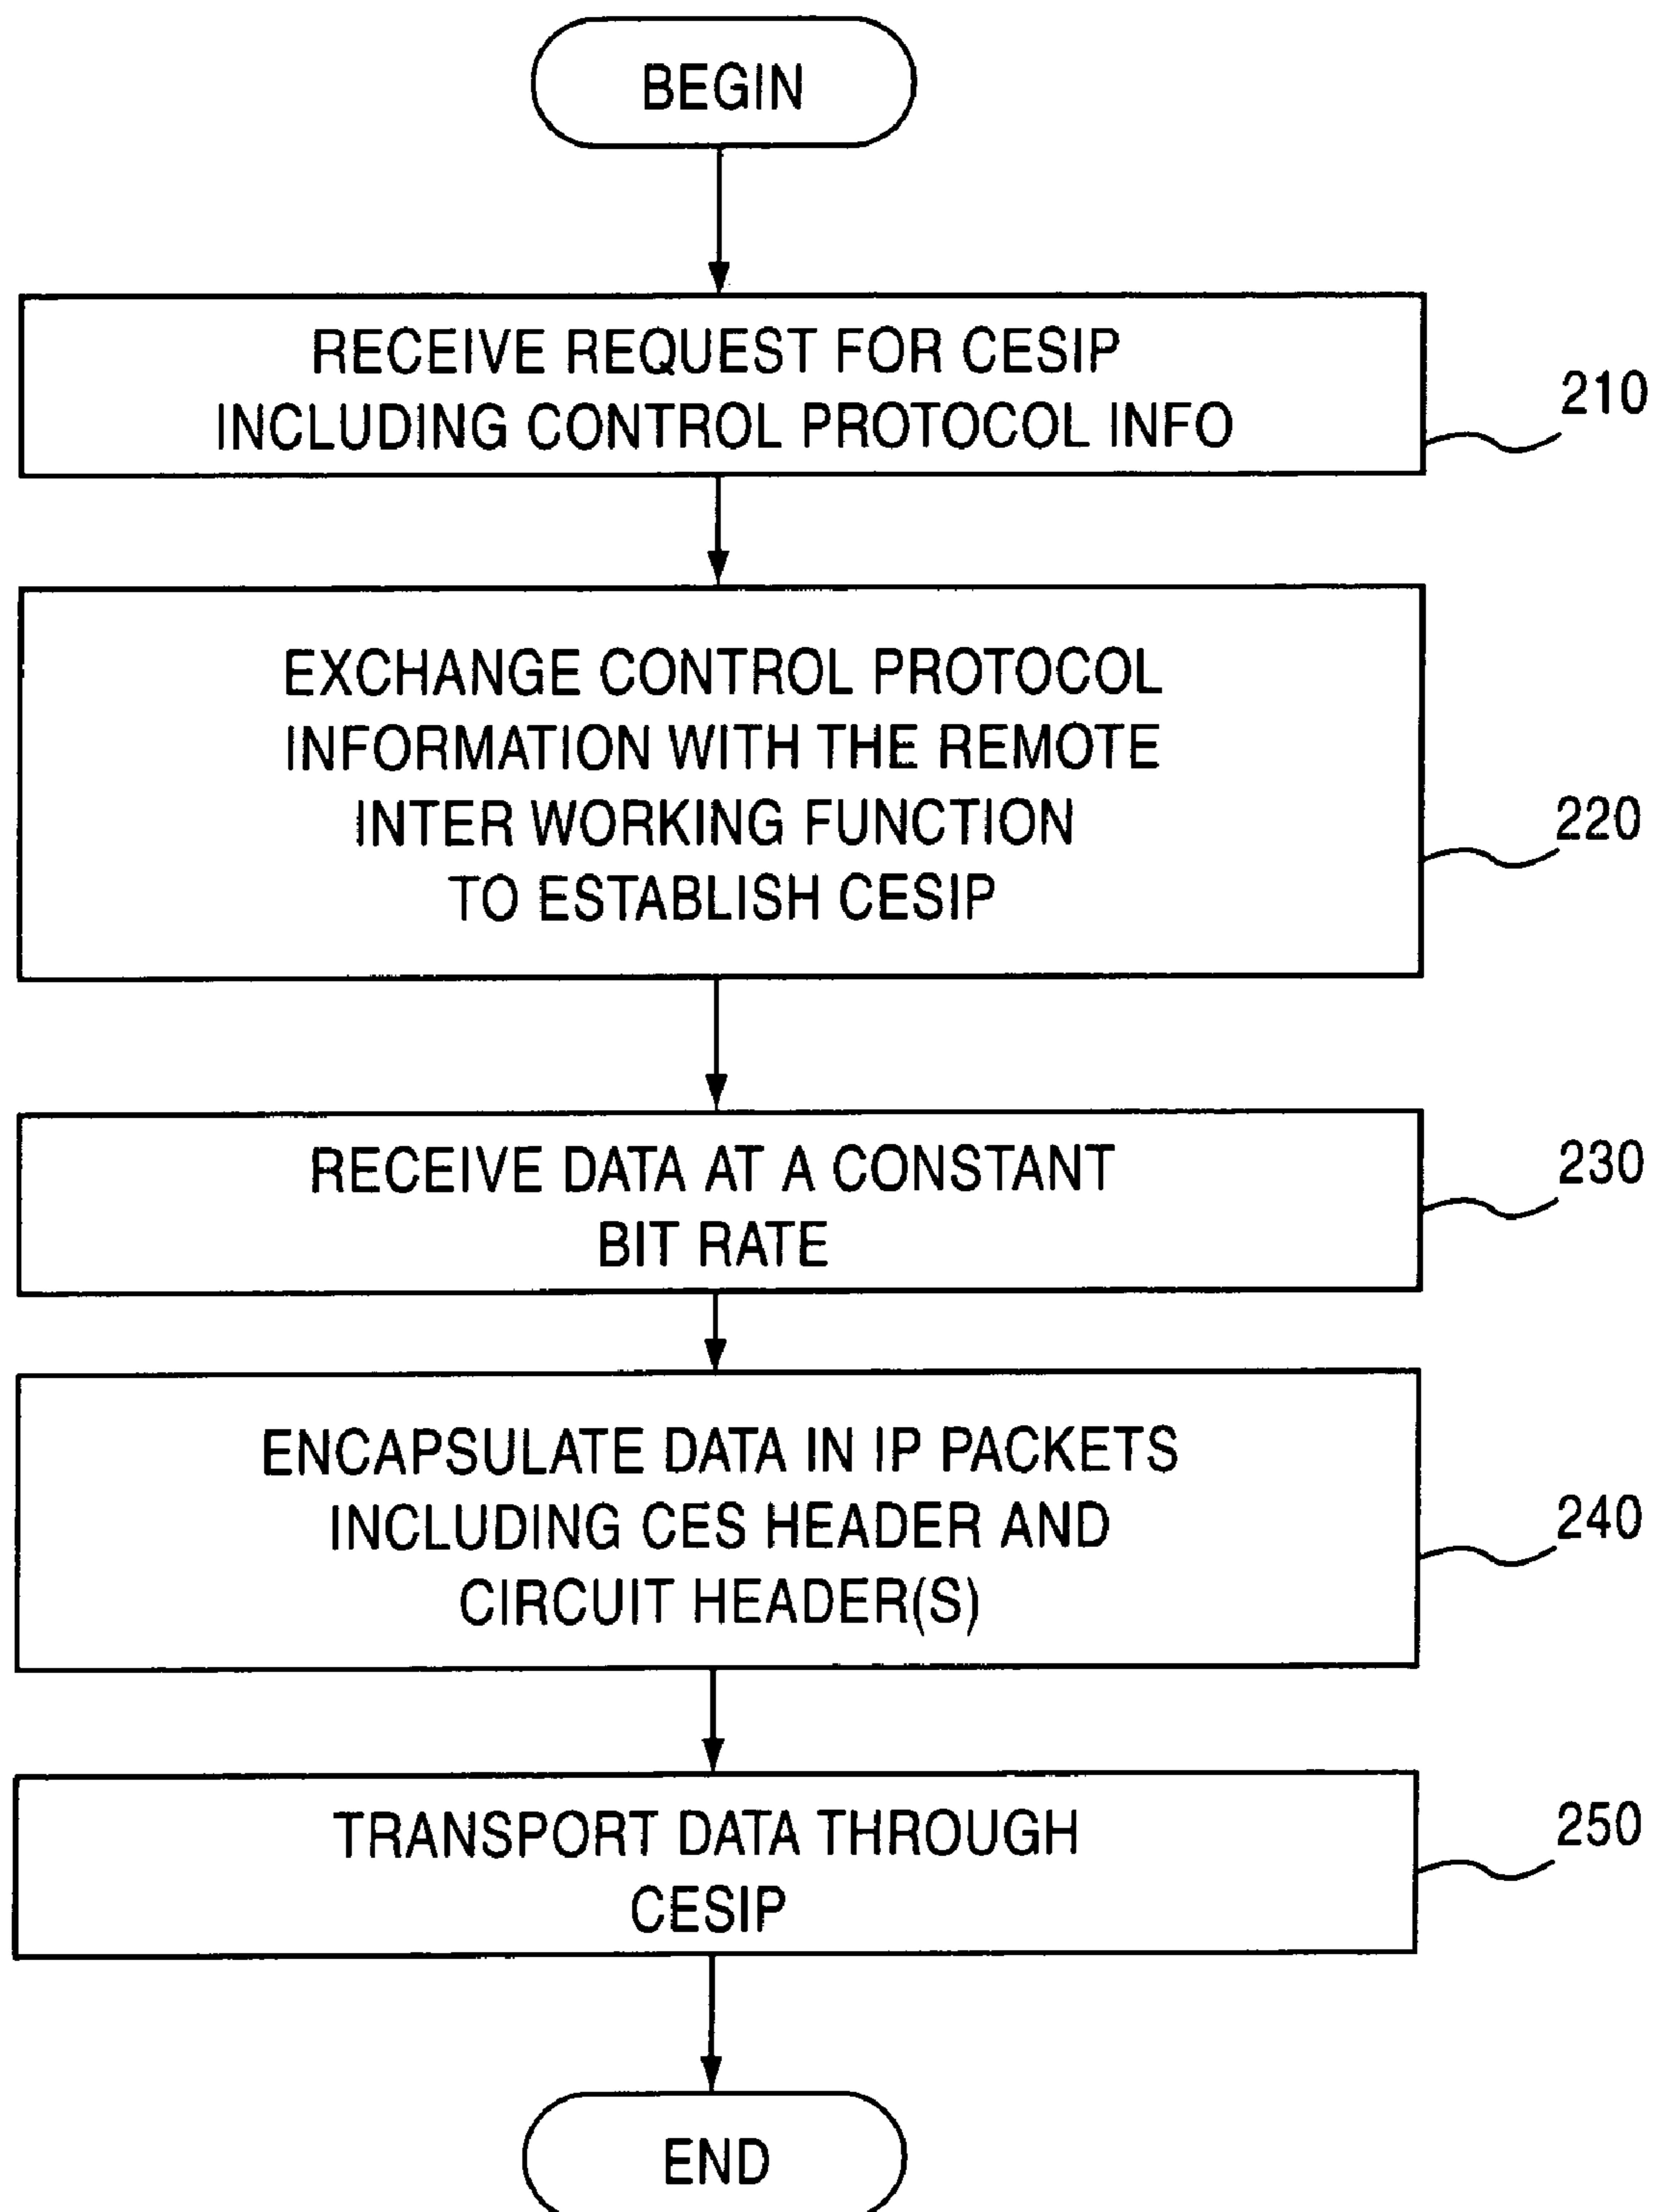 BEGIN
RECEIVE REQUEST FOR CESIP
INCLUDING CONTROL PROTOCOL INFO
210
EXCHANGE CONTROL PROTOCOL
INFORMATION WITH THE REMOTE
INTER WORKING FUNCTION
TO ESTABLISH CESIP
220
RECEIVE DATA AT A CONSTANT
BIT RATE
230
ENCAPSULATE DATA IN IP PACKETS
INCLUDING CES HEADER AND
CIRCUIT HEADER(S)
240
TRANSPORT DATA THROUGH
CESIP
250
END